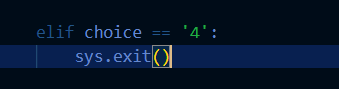 elif choice == '4':
    sys.exit()